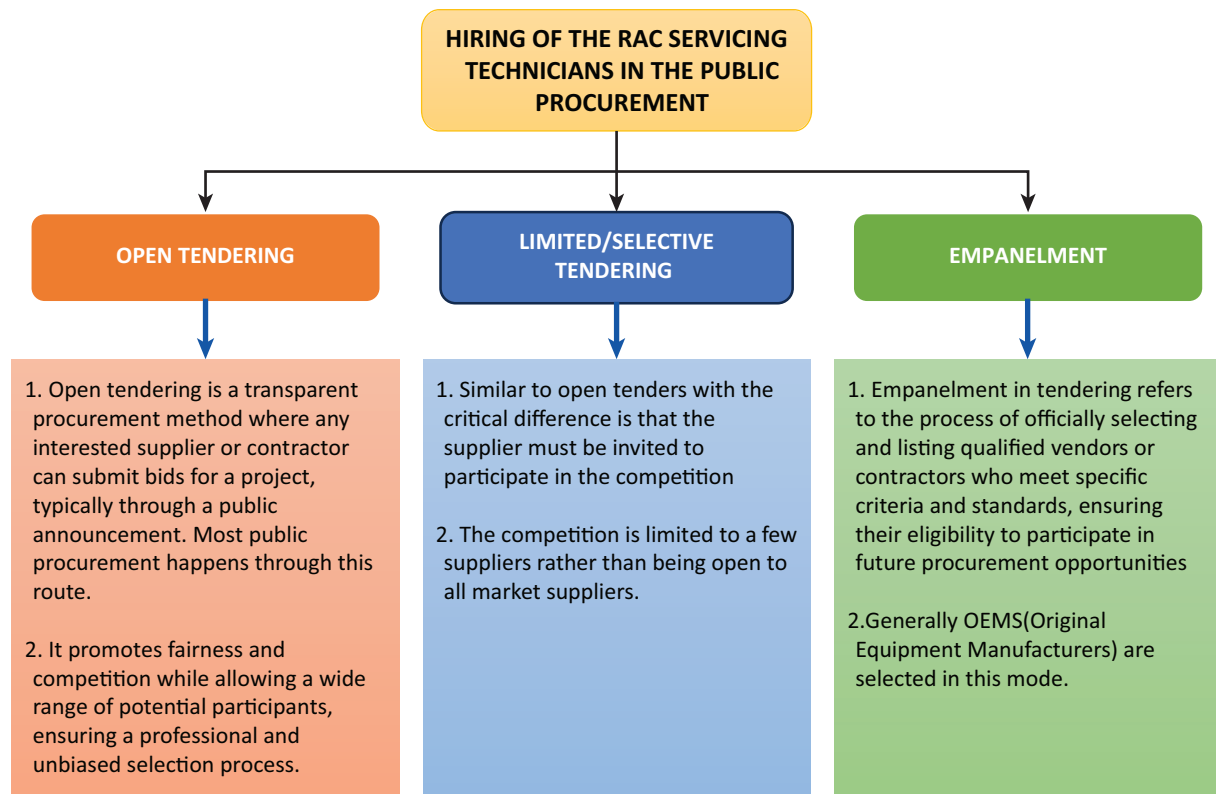 HIRING OF THE RAC SERVICING
TECHNICIANS IN THE PUBLIC
PROCUREMENT
OPEN TENDERING
LIMITED/SELECTIVE
TENDERING
EMPANELMENT
1. Open tendering is a transparent
procurement method where any
interested supplier or contractor
can submit bids for a project,
typically through a public
announcement. Most public
procurement happens through this
route.
2. It promotes fairness and
competition while allowing a wide
range of potential participants,
ensuring a professional and
unbiased selection process.
1. Similar to open tenders with the
critical difference is that the
supplier must be invited to
participate in the competition
2. The competition is limited to a few
suppliers rather than being open to
all market suppliers.
1. Empanelment in tendering refers
to the process of officially selecting
and listing qualified vendors or
contractors who meet specific
criteria and standards, ensuring
their eligibility to participate in
future procurement opportunities
2.Generally OEMS(Original
Equipment Manufacturers) are
selected in this mode.